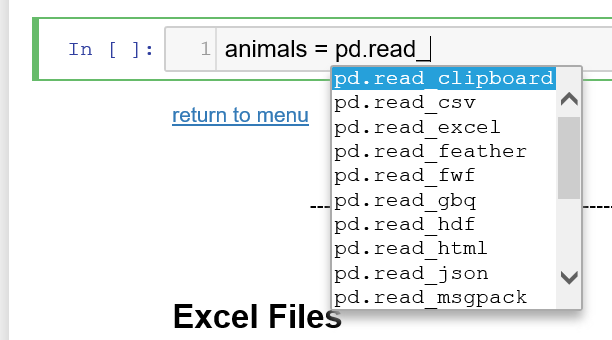 In [ ]: 1 animals = pd.read_
pd.read_clipboard
pd.read_csv
return to menu
pd.read_excel
pd.read_feather
pd.read_fwf
pd.read_gbq
pd.read_hdf
pd.read_html
pd.read_json
pd.read_msgpack
Excel Files